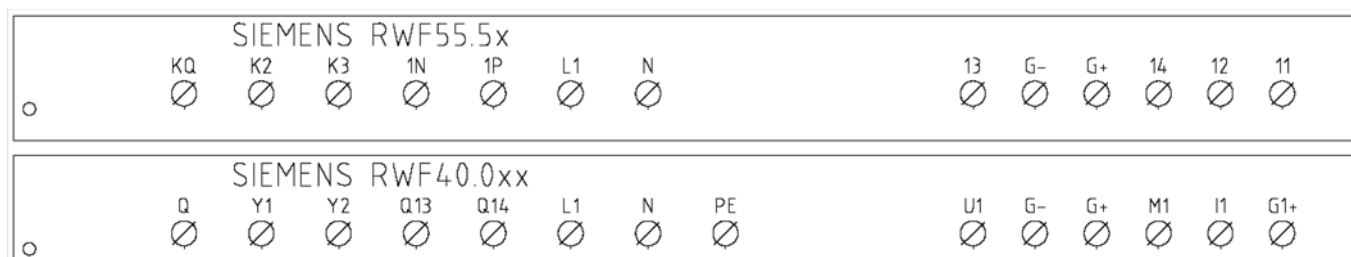 SIEMENS RWF55.5x
KQ K2 K3 1N 1P L1 N 13 G- G+ 14 12 11
SIEMENS RWF40.0xx
Q Y1 Y2 Q13 Q14 L1 N PE U1 G- G+ M1 I1 G1+